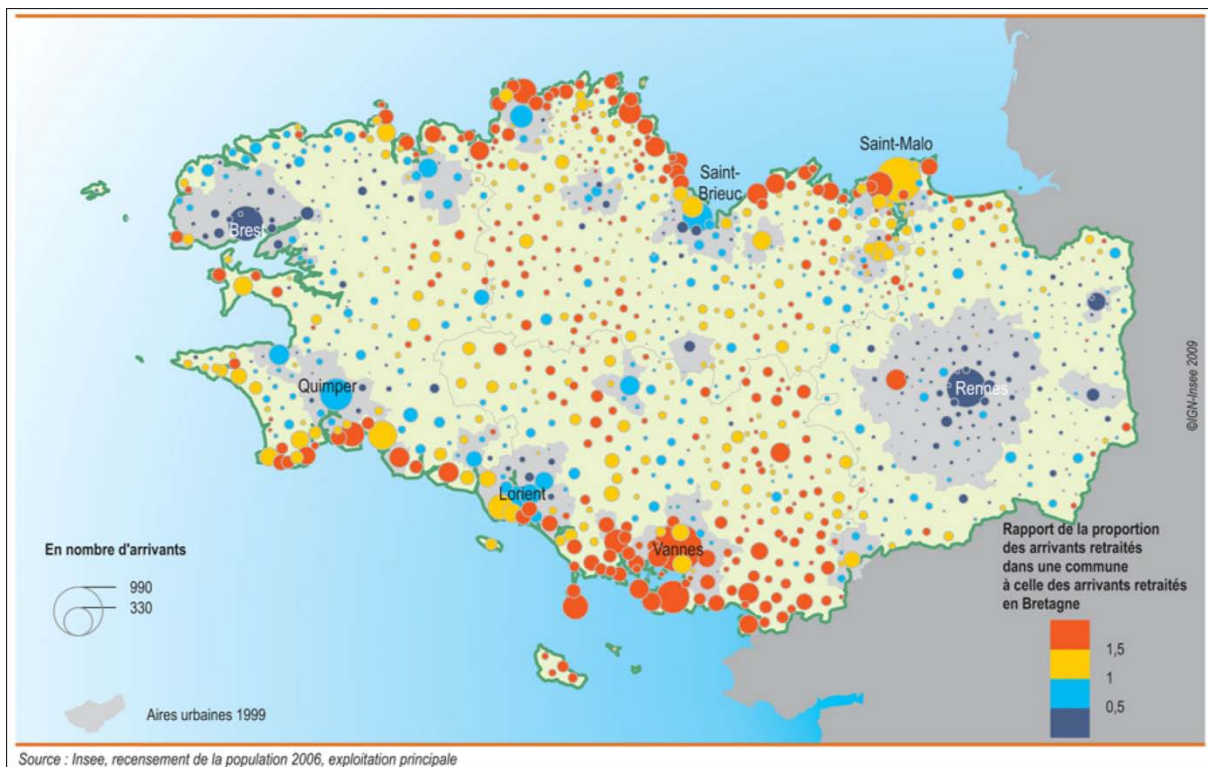 Saint-Malo
Saint-
Brieuc
Brest
Quimper
Rennes
Lorient
Vannes
©IGN-Insee 2009
En nombre d'arrivants
990
330
Aires urbaines 1999
Rapport de la proportion
des arrivants retraités
dans une commune
à celle des arrivants retraités
en Bretagne
1,5
1
0,5
Source : Insee, recensement de la population 2006, exploitation principale